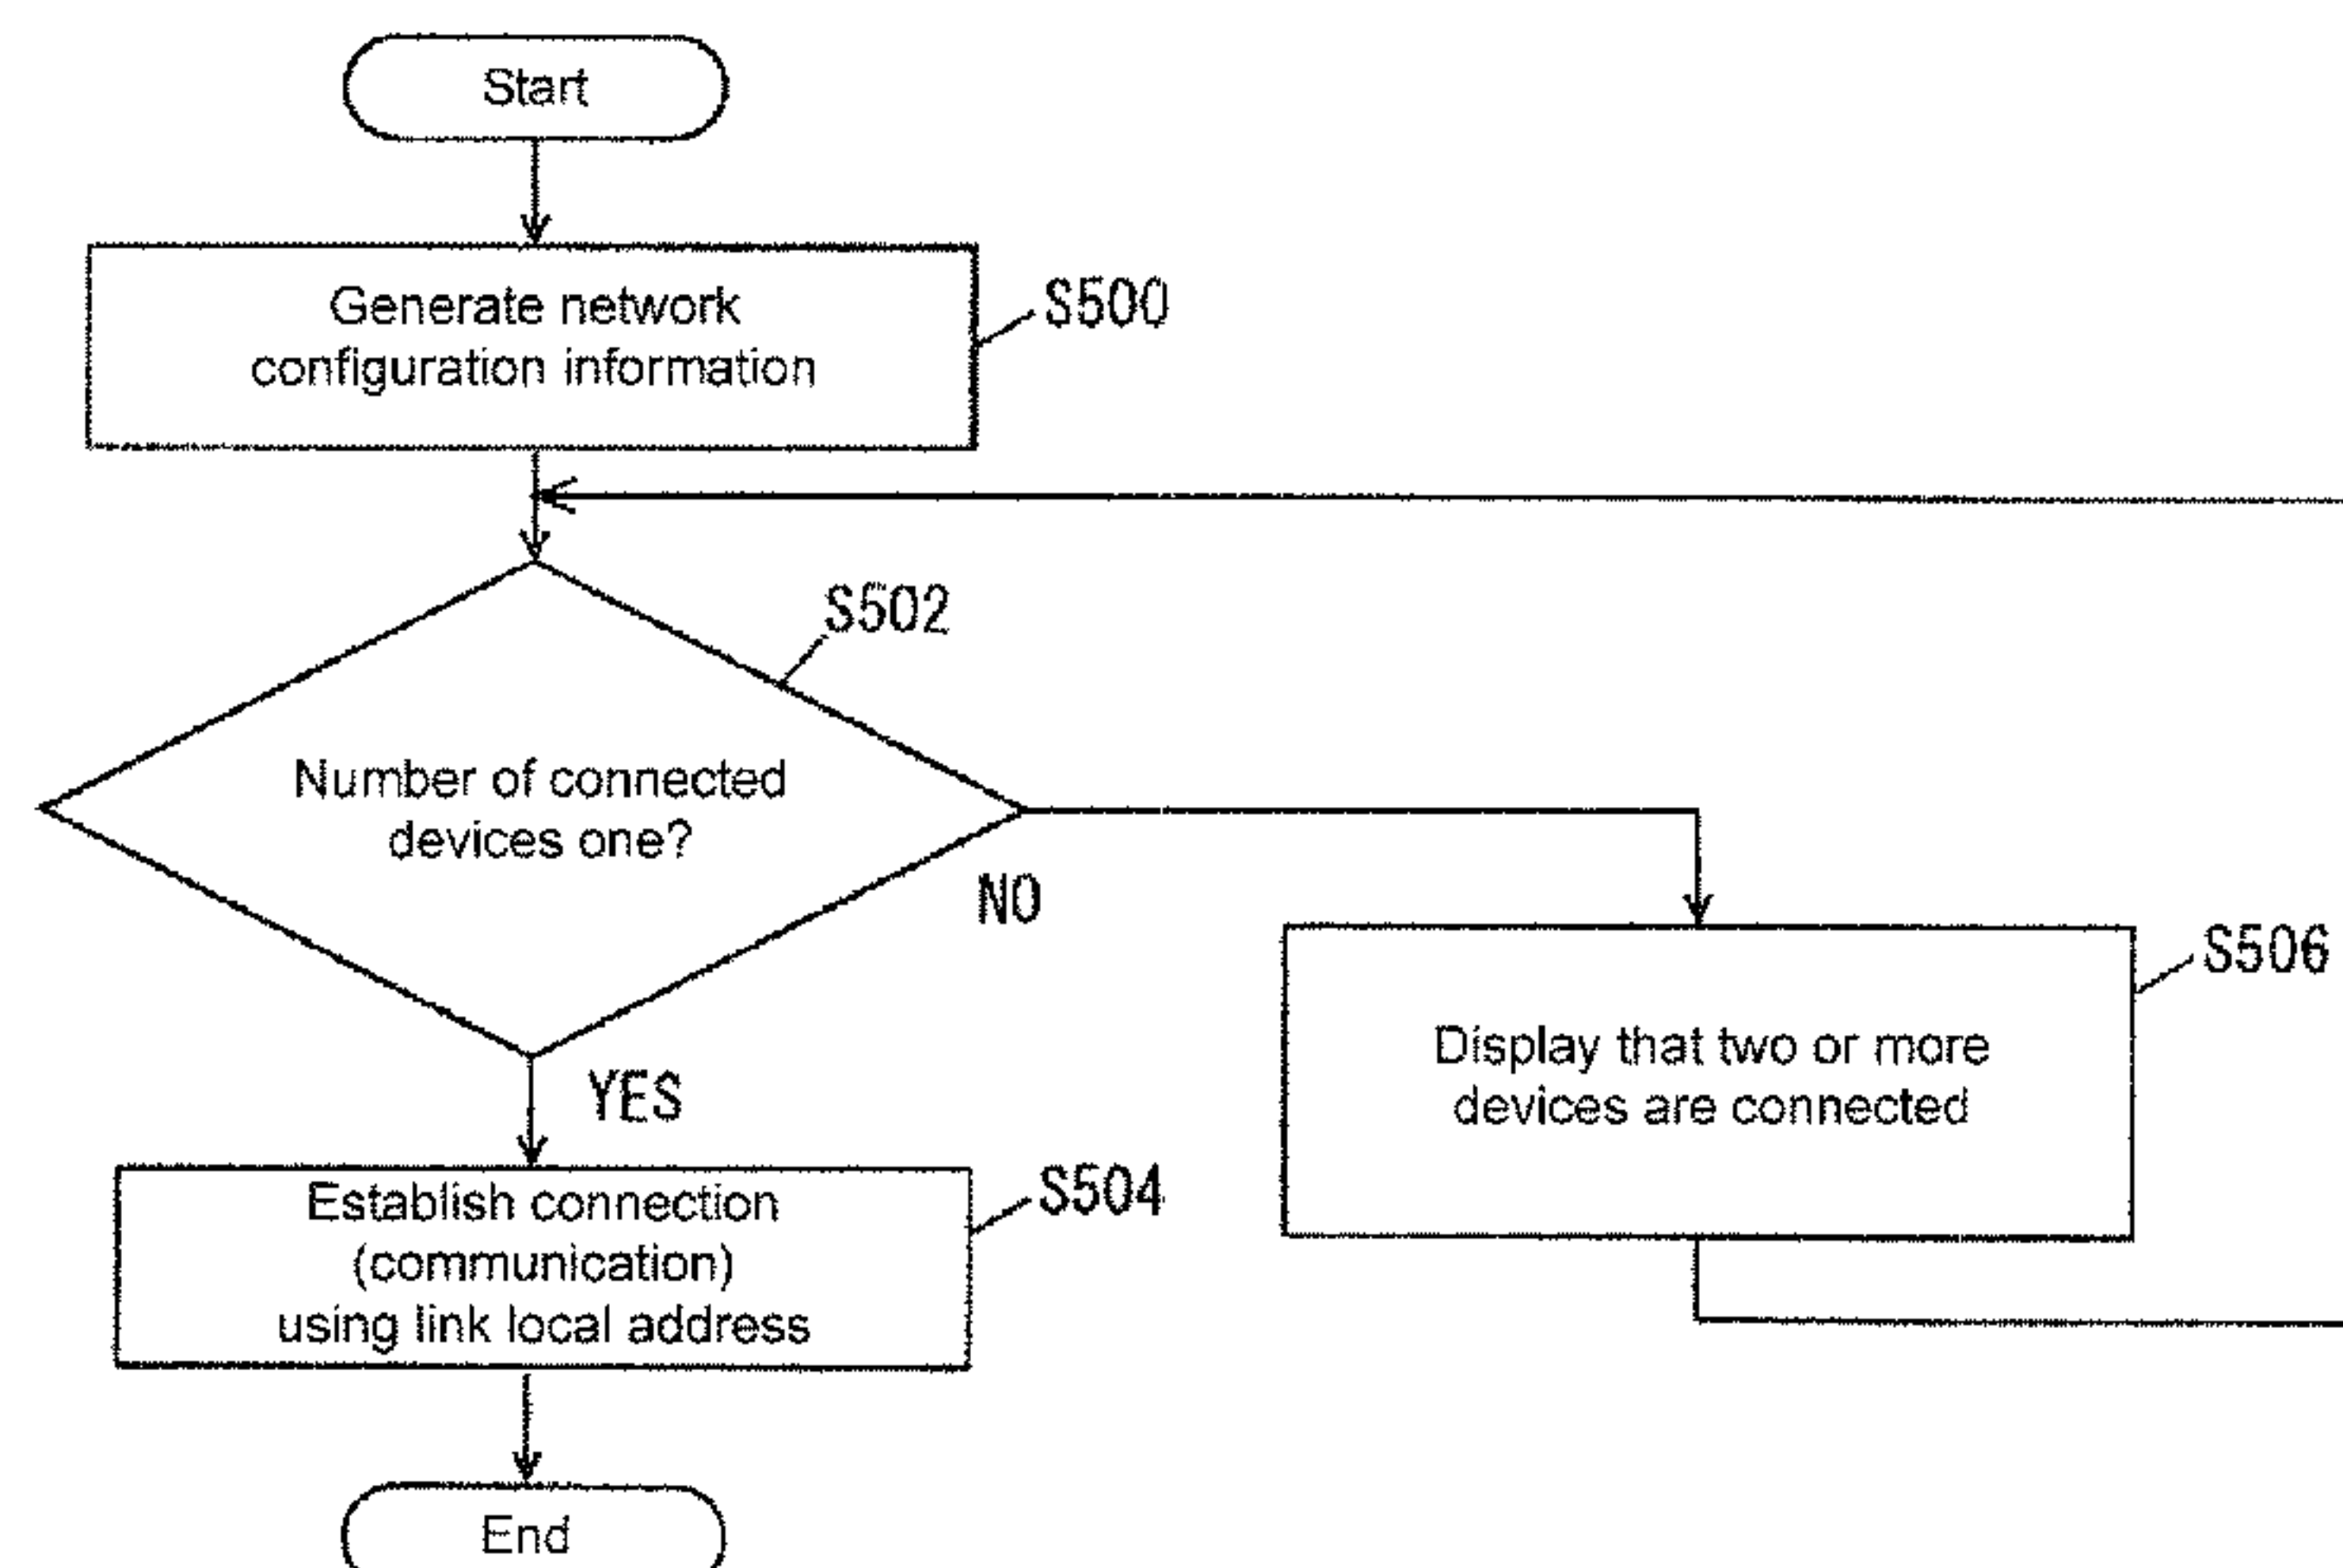 Start
Generate network
configuration information
S500
S502
Number of connected
devices one?
NO
YES
S506
Display that two or more
devices are connected
Establish connection
(communication)
using link local address
S504
End